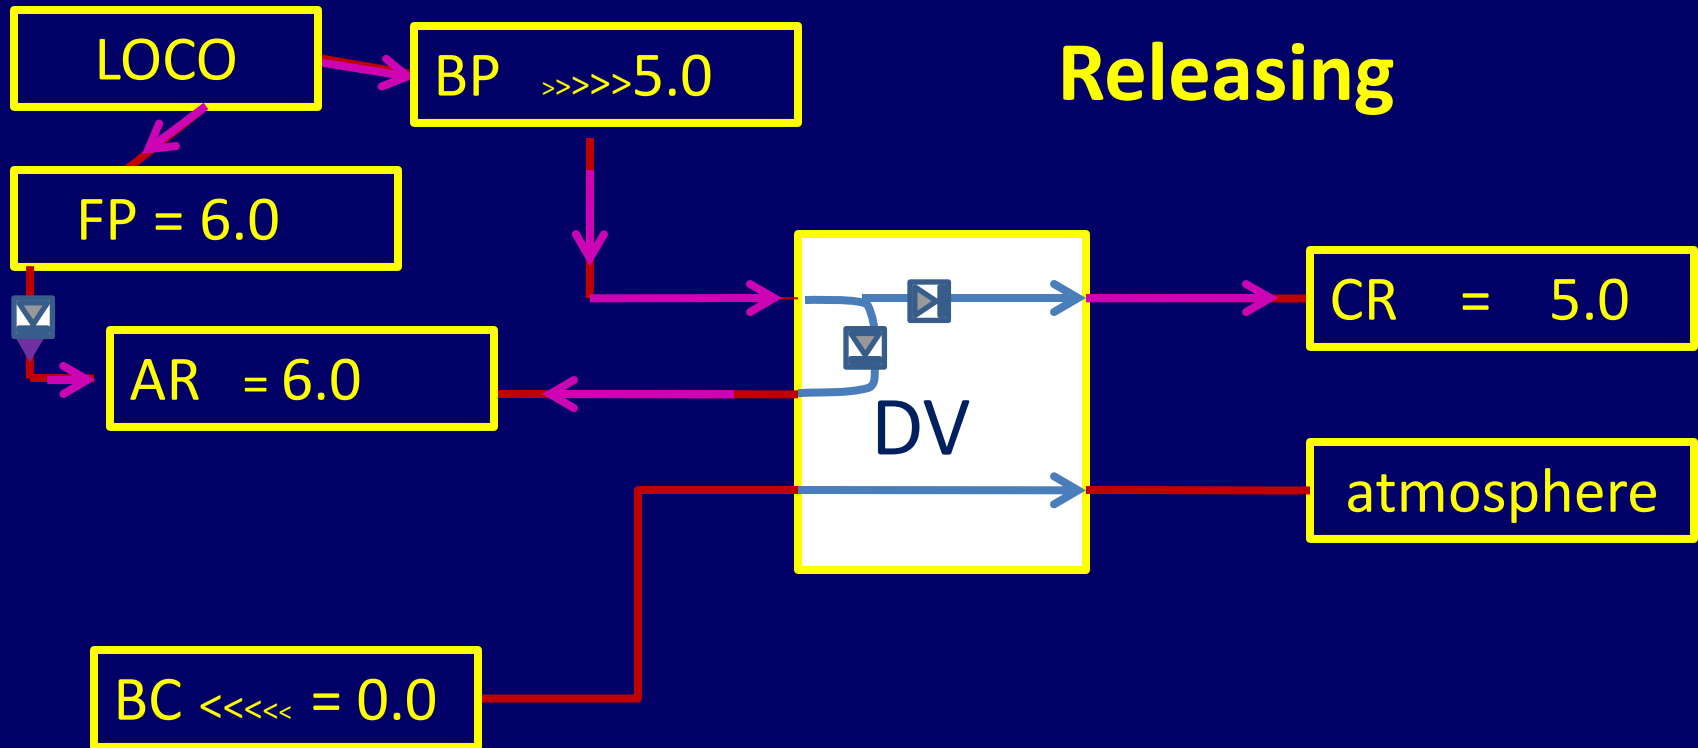 LOCO
BP >>>>>>5.0
Releasing
FP = 6.0
CR = 5.0
AR = 6.0
DV
atmosphere
BC <<<<<< = 0.0